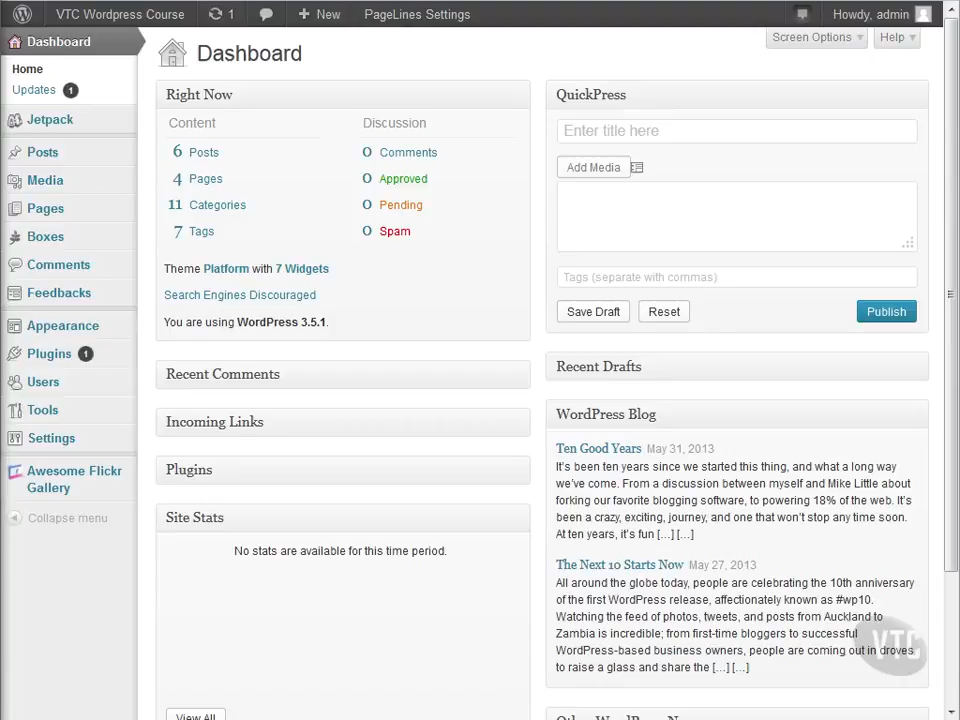 VTC Wordpress Course
1
New
PageLines Settings
Howdy, admin
Dashboard
Home
Updates 1
Jetpack
Posts
Media
Pages
Boxes
Comments
Feedbacks
Appearance
Plugins 1
Users
Tools
Settings
Awesome Flickr
Gallery
Collapse menu
Screen Options
Help
Dashboard
Right Now
Content
6 Posts
4 Pages
11 Categories
7 Tags
Discussion
0 Comments
0 Approved
0 Pending
0 Spam
Theme Platform with 7 Widgets
Search Engines Discouraged
You are using WordPress 3.5.1.
Recent Comments
Incoming Links
Plugins
Site Stats
No stats are available for this time period.
View All
QuickPress
Enter title here
Add Media
Tags (separate with commas)
Save Draft
Reset
Publish
Recent Drafts
WordPress Blog
Ten Good Years May 31, 2013
It's been ten years since we started this thing, and what a long way
we've come. From a discussion between myself and Mike Little about
forking our favorite blogging software, to powering 18% of the web. It's
been a crazy, exciting, journey, and one that won't stop any time soon.
At ten years, it's fun […] […]
The Next 10 Starts Now May 27, 2013
All around the globe today, people are celebrating the 10th anniversary
of the first WordPress release, affectionately known as #wp10.
Watching the feed of photos, tweets, and posts from Auckland to
Zambia is incredible; from first-time bloggers to successful
WordPress-based business owners, people are coming out in droves
to raise a glass and share the […] […]
VTC